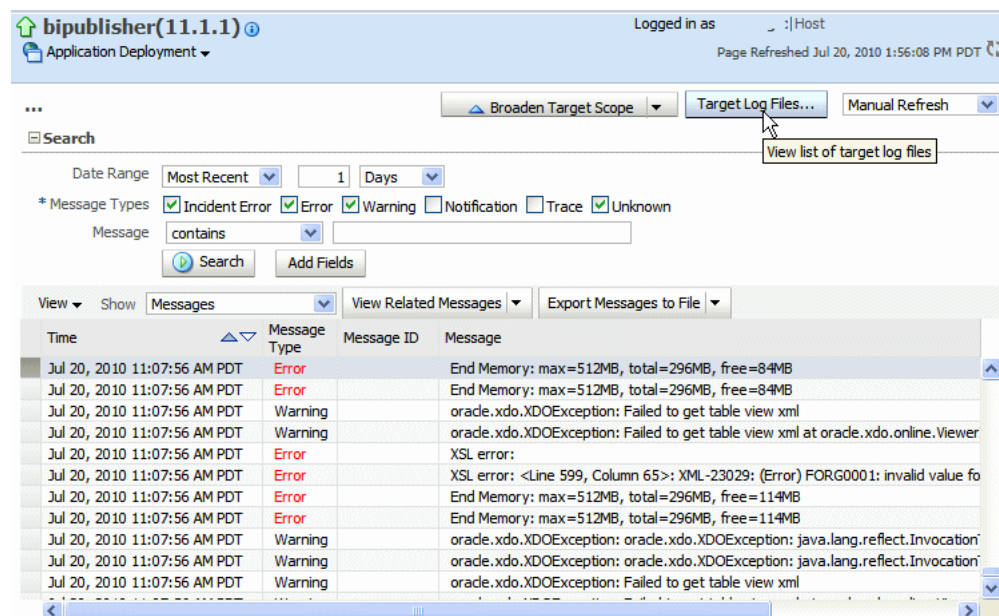 bipublisher(11.1.1)
Logged in as |Host
Application Deployment
Page Refreshed Jul 20, 2010 1:56:08 PM PDT
...
Broaden Target Scope
Target Log Files...
Manual Refresh
Search
View list of target log files
Date Range Most Recent 1 Days
* Message Types Incident Error Error Warning Notification Trace Unknown
Message contains
Search Add Fields
View Show Messages View Related Messages Export Messages to File
Time Message Type Message ID Message
Jul 20, 2010 11:07:56 AM PDT Error End Memory: max=512MB, total=296MB, free=84MB
Jul 20, 2010 11:07:56 AM PDT Error End Memory: max=512MB, total=296MB, free=84MB
Jul 20, 2010 11:07:56 AM PDT Warning oracle.xdo.XDOException: Failed to get table view xml
Jul 20, 2010 11:07:56 AM PDT Warning oracle.xdo.XDOException: Failed to get table view xml at oracle.xdo.online.Viewer
Jul 20, 2010 11:07:56 AM PDT Error XSL error:
Jul 20, 2010 11:07:56 AM PDT Error XSL error: <Line 599, Column 65>: XML-23029: (Error) FORG0001: invalid value fo
Jul 20, 2010 11:07:56 AM PDT Error End Memory: max=512MB, total=296MB, free=114MB
Jul 20, 2010 11:07:56 AM PDT Error End Memory: max=512MB, total=296MB, free=114MB
Jul 20, 2010 11:07:56 AM PDT Warning oracle.xdo.XDOException: oracle.xdo.XDOException: java.lang.reflect.Invocation
Jul 20, 2010 11:07:56 AM PDT Warning oracle.xdo.XDOException: oracle.xdo.XDOException: java.lang.reflect.Invocation
Jul 20, 2010 11:07:56 AM PDT Warning oracle.xdo.XDOException: Failed to get table view xml